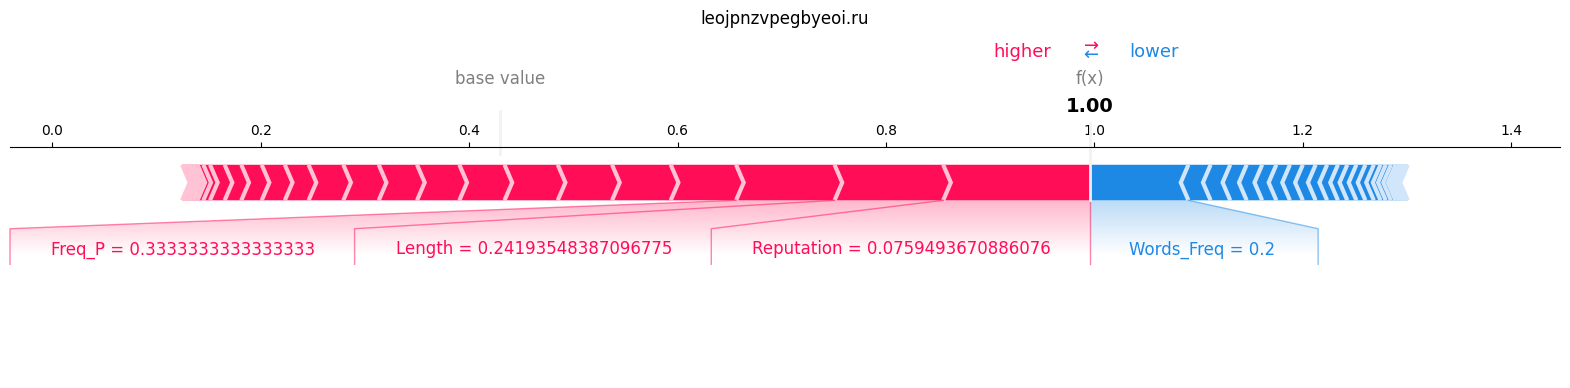 leojpnzvpegbyeoi.ru
higher → ← lower
base value f(x)
1.00
0.0 0.2 0.4 0.6 0.8 1.0 1.2 1.4
Freq_P = 0.3333333333333333 Length = 0.24193548387096775 Reputation = 0.0759493670886076 Words_Freq = 0.2